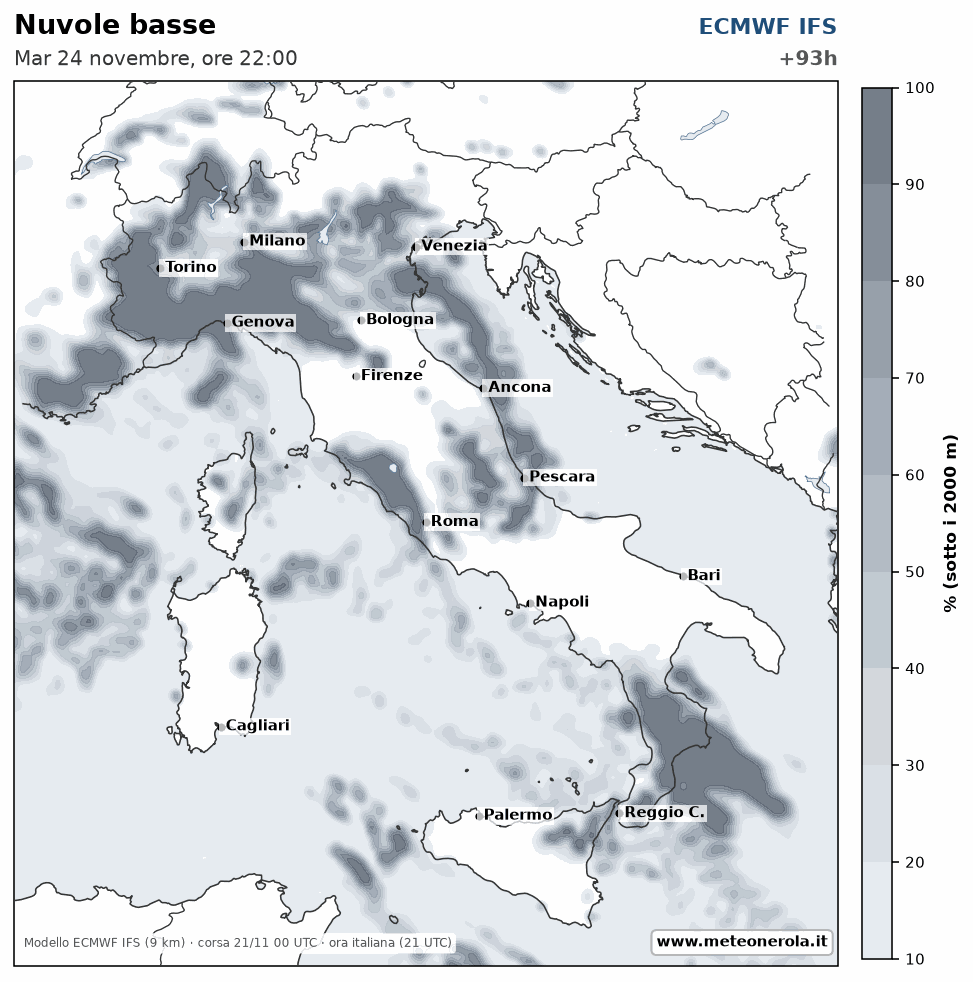 Nuvole basse
ECMWF IFS
Mar 24 novembre, ore 22:00
+93h
100
90
80
70
60
50
40
30
20
10
% (sotto i 2000 m)
Milano
Venezia
Torino
Genova
Bologna
Firenze
Ancona
Pescara
Roma
Bari
Napoli
Cagliari
Palermo
Reggio C.
Modello ECMWF IFS (9 km) · corsa 21/11 00 UTC · ora italiana (21 UTC)
www.meteonerola.it